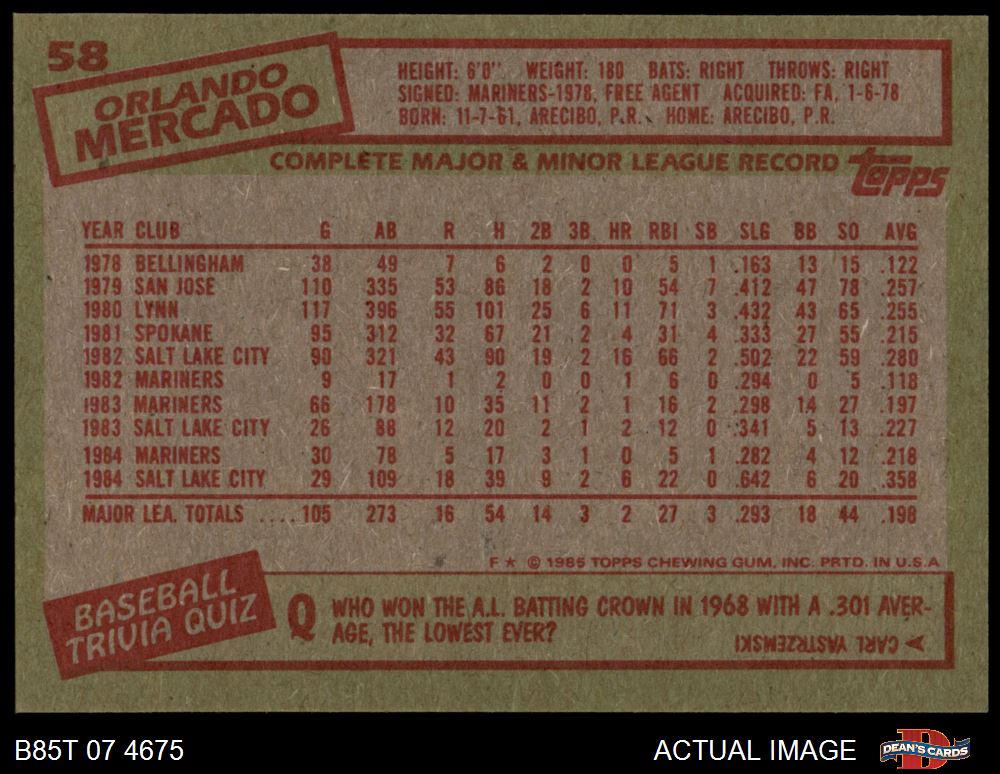 58
ORLANDO
MERCADO
HEIGHT: 6'0" WEIGHT: 180 BATS: RIGHT THROWS: RIGHT
SIGNED: MARINERS-1978, FREE AGENT ACQUIRED: FA, 1-6-78
BORN: 11-7-61, ARECIBO, P.R. HOME: ARECIBO, P.R.
COMPLETE MAJOR & MINOR LEAGUE RECORD
Topps
YEAR CLUB G AB R H 2B 3B HR RBI SB SLG BB SO AVG
1978 BELLINGHAM 38 49 7 6 2 0 0 5 1 .163 13 15 .122
1979 SAN JOSE 110 335 53 86 18 2 10 54 7 .412 47 78 .257
1980 LYNN 117 396 55 101 25 6 11 71 3 .432 43 65 .255
1981 SPOKANE 95 312 32 67 21 2 4 31 4 .333 27 55 .215
1982 SALT LAKE CITY 90 321 43 90 19 2 16 66 2 .502 22 59 .280
1982 MARINERS 9 17 1 2 0 0 1 6 0 .294 0 5 .118
1983 MARINERS 66 178 10 35 11 2 1 16 2 .298 14 27 .197
1983 SALT LAKE CITY 26 88 12 20 2 1 2 12 0 .341 5 13 .227
1984 MARINERS 30 78 5 17 3 1 0 5 1 .282 4 12 .218
1984 SALT LAKE CITY 29 109 18 39 9 2 6 22 0 .642 6 20 .358
MAJOR LEA. TOTALS ....105 273 16 54 14 3 2 27 3 .293 18 44 .198
F ★ © 1985 TOPPS CHEWING GUM, INC. PRTD. IN U.S.A
BASEBALL
TRIVIA QUIZ
Q WHO WON THE A.L. BATTING CROWN IN 1968 WITH A .301 AVER-
AGE, THE LOWEST EVER?
CARL YASTRZEMSKI
B85T 07 4675
ACTUAL IMAGE
D
DEAN'S CARDS